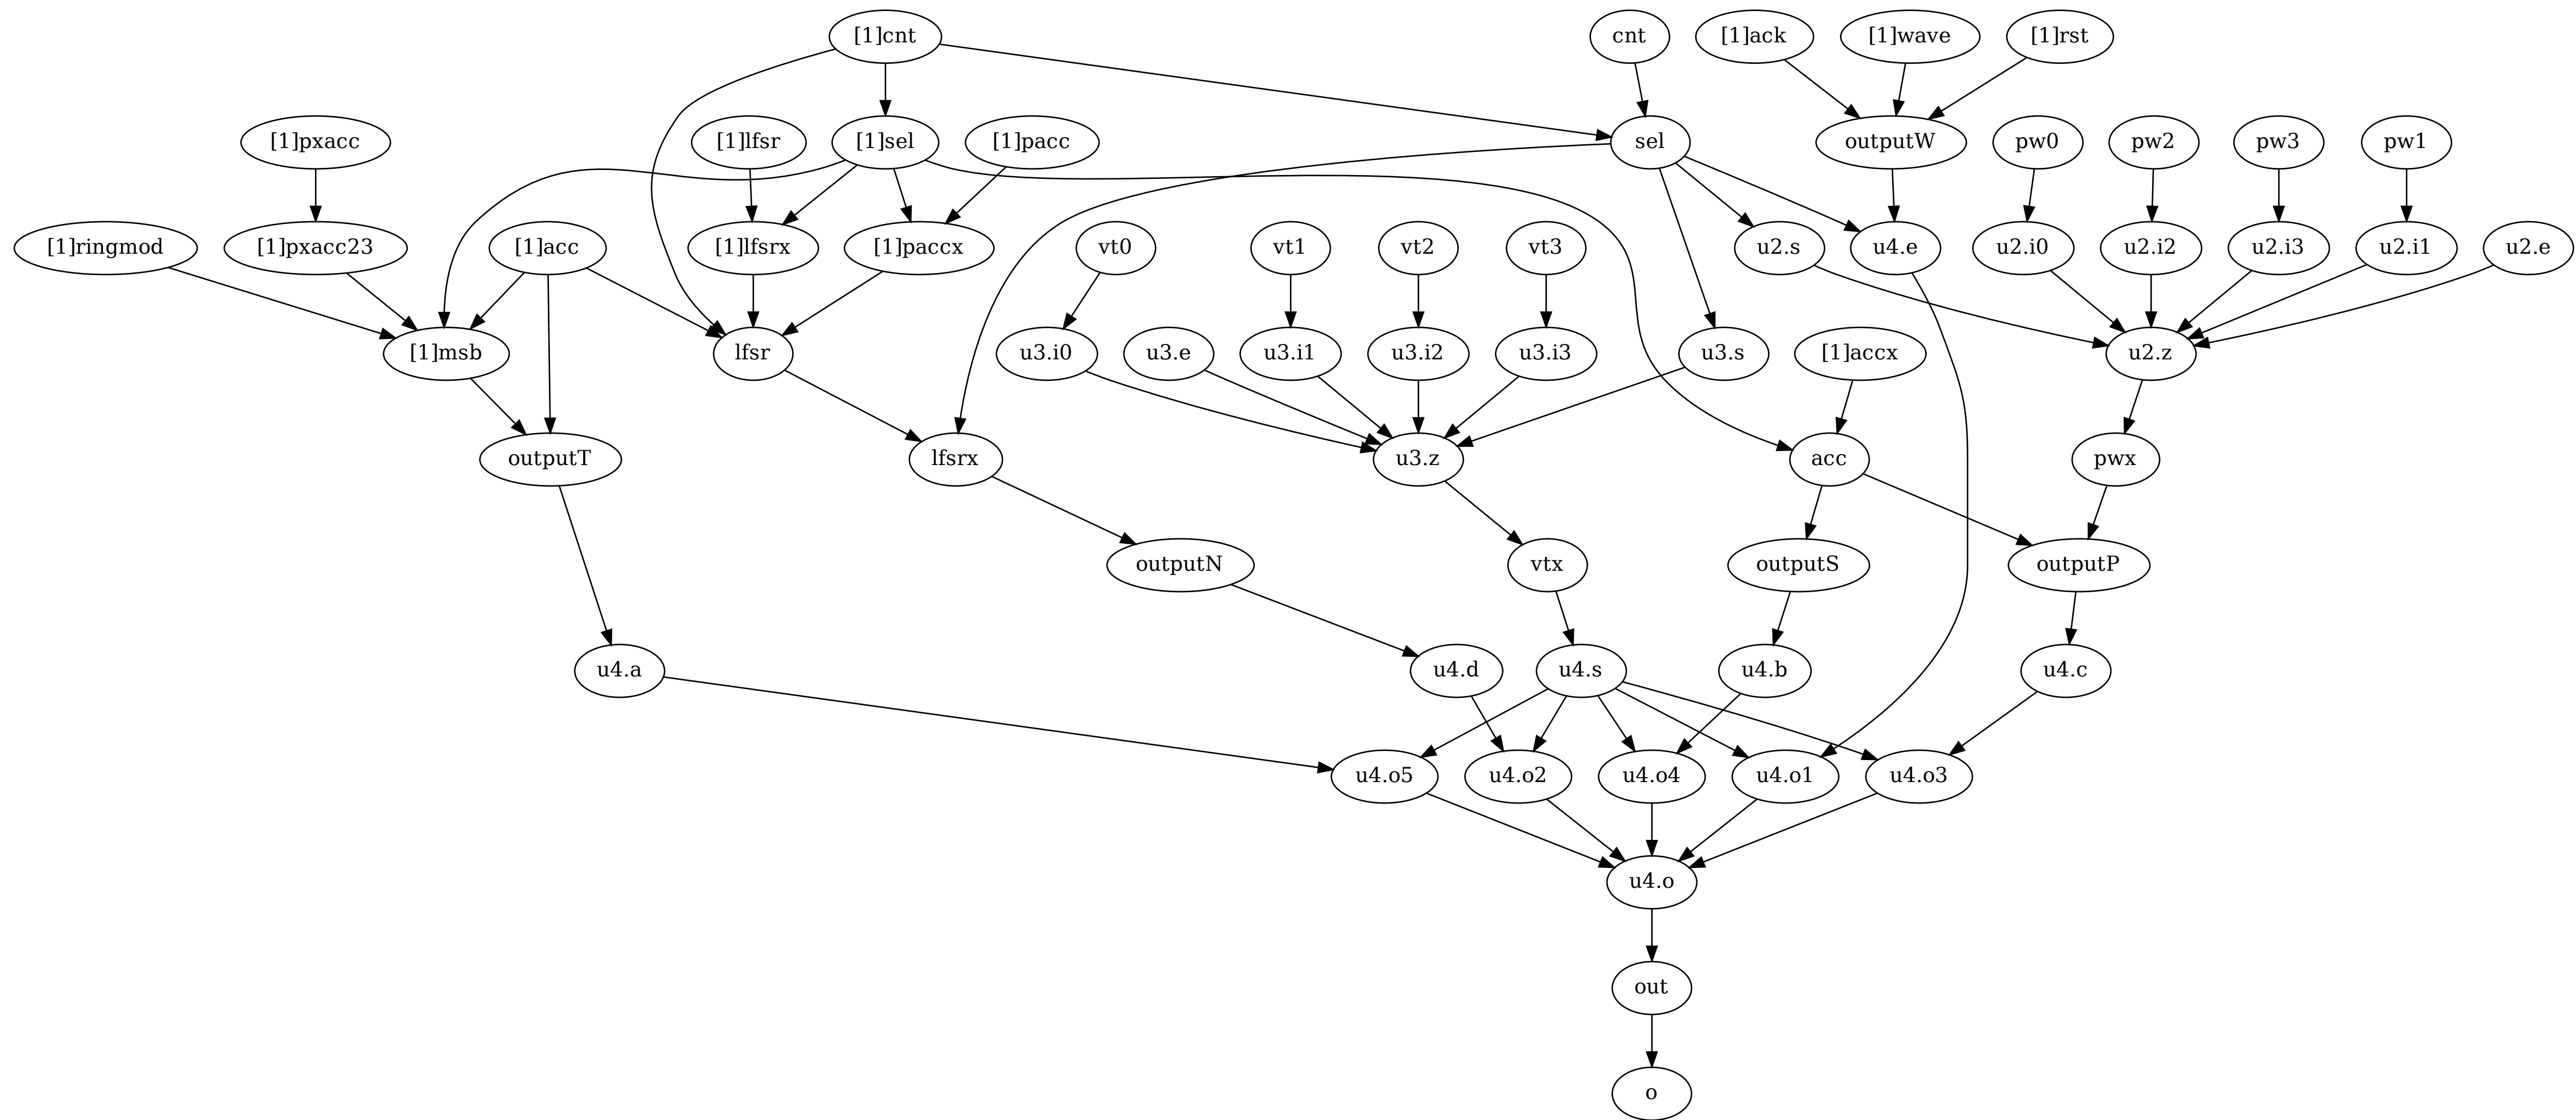 [1]cnt
cnt
[1]ack
[1]wave
[1]rst
[1]pxacc
[1]lfsr
[1]sel
[1]pacc
sel
outputW
pw0
pw2
pw3
pw1
[1]ringmod
[1]pxacc23
[1]acc
[1]lfsrx
[1]paccx
vt0
vt1
vt2
vt3
u2.s
u4.e
u2.i0
u2.i2
u2.i3
u2.i1
u2.e
[1]msb
lfsr
u3.i0
u3.e
u3.i1
u3.i2
u3.i3
u3.s
[1]accx
u2.z
outputT
lfsrx
u3.z
acc
pwx
outputN
vtx
outputS
outputP
u4.a
u4.d
u4.s
u4.b
u4.c
u4.o5
u4.o2
u4.o4
u4.o1
u4.o3
u4.o
out
o